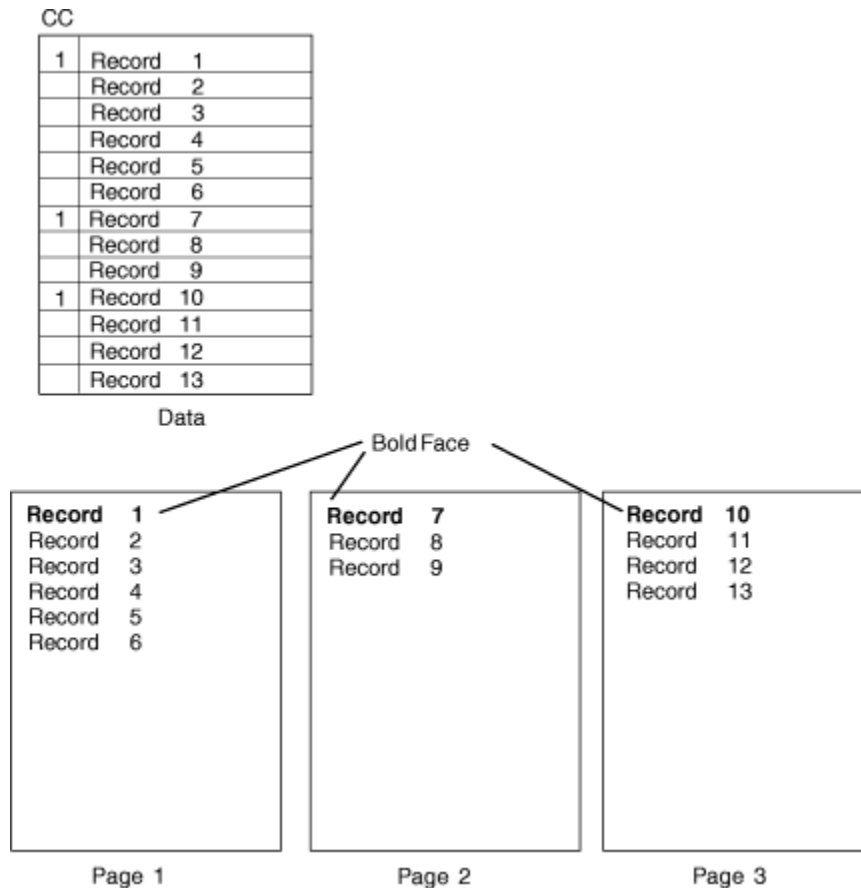 CC
1 Record 1
Record 2
Record 3
Record 4
Record 5
Record 6
1 Record 7
Record 8
Record 9
1 Record 10
Record 11
Record 12
Record 13
Data
Bold Face
Record 1
Record 2
Record 3
Record 4
Record 5
Record 6
Page 1
Record 7
Record 8
Record 9
Page 2
Record 10
Record 11
Record 12
Record 13
Page 3